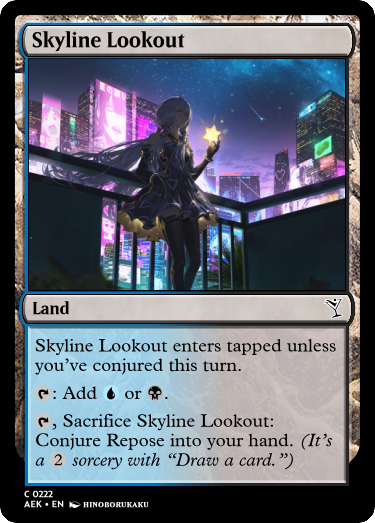 Skyline Lookout
Land
Skyline Lookout enters tapped unless
you've conjured this turn.
: Add or .
, Sacrifice Skyline Lookout:
Conjure Repose into your hand. (It's
a 2 sorcery with “Draw a card.”)
C 0222
AEK • EN HINOBORUKAKU